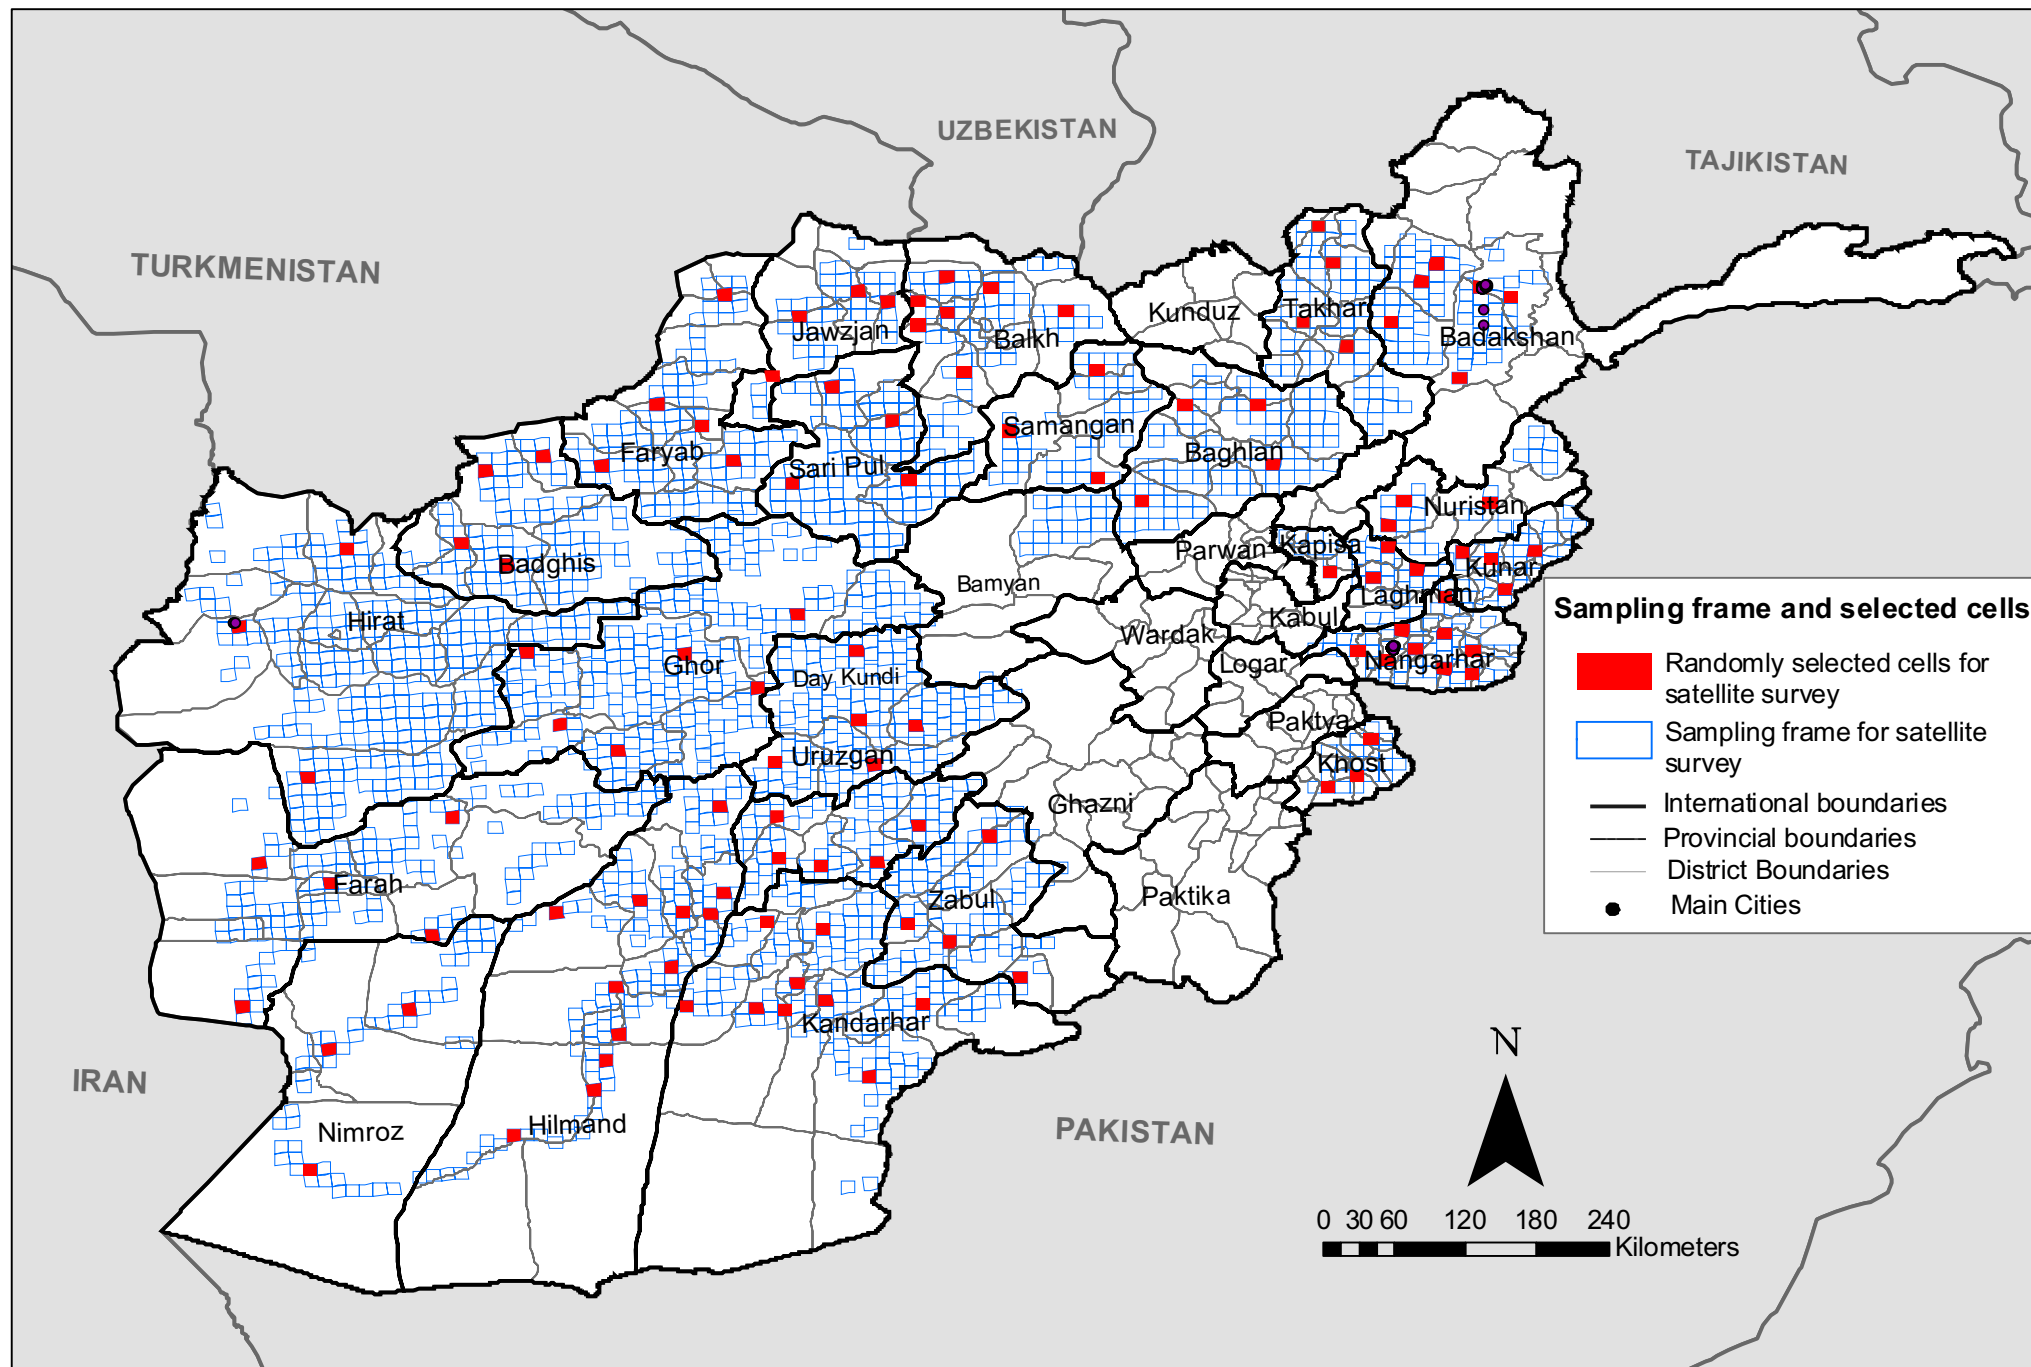 UZBEKISTAN
TAJIKISTAN
TURKMENISTAN
Kunduz
Takhar
Jawzjan
Balkh
Badakshan
Samangan
Faryab
Sari Pul
Baghlan
Nuristan
Badghis
Parwan
Kapisa
Kunar
Bamyan
Laghman
Hirat
Kabul
Wardak
Ghor
Day Kundi
Logar
Nangarhar
Paktya
Uruzgan
Khost
Ghazni
Farah
Zabul
Paktika
Kandarhar
IRAN
Nimroz
Hilmand
PAKISTAN
Sampling frame and selected cells
Randomly selected cells for
satellite survey
Sampling frame for satellite
survey
International boundaries
Provincial boundaries
District Boundaries
Main Cities
N
0 30 60 120 180 240
Kilometers